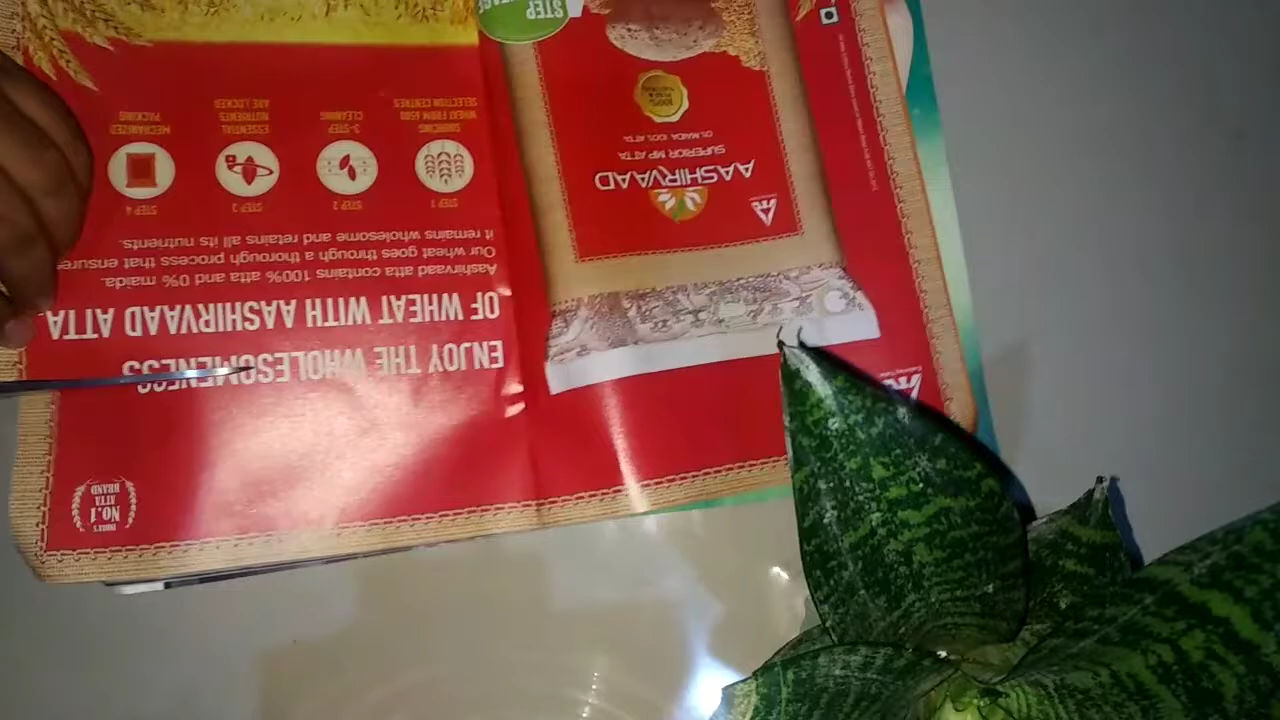 ENJOY THE WHOLESOMENESS
OF WHEAT WITH AASHIRVAAD ATTA.
Aashirvaad atta contains 100% atta and 0% maida.
Our wheat goes through a thorough process that ensures
it remains wholesome and retains all its nutrients.
STEP 1
SOURCING
WHEAT FROM 6500
SELECTION CENTRES
STEP 2
3-STEP
CLEANING
STEP 3
ESSENTIAL
NUTRIENTS
ARE LOCKED
STEP 4
MECHANIZED
PACKING
INDIA'S
NO.1
ATTA
BRAND
AASHIRVAAD
SUPERIOR MP ATTA
0% MAIDA 100% ATTA
100%
STEP